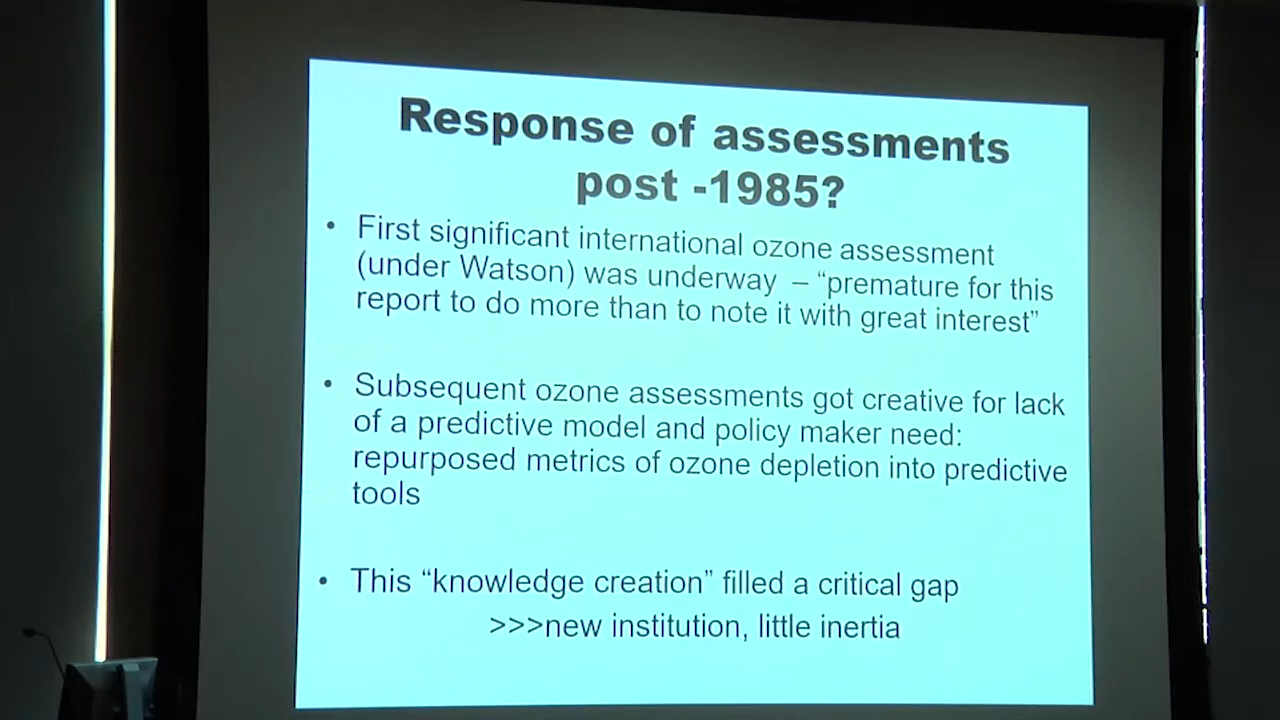 Response of assessments
post -1985?
• First significant international ozone assessment
(under Watson) was underway – “premature for this
report to do more than to note it with great interest”
• Subsequent ozone assessments got creative for lack
of a predictive model and policy maker need:
repurposed metrics of ozone depletion into predictive
tools
• This “knowledge creation” filled a critical gap
>>>new institution, little inertia